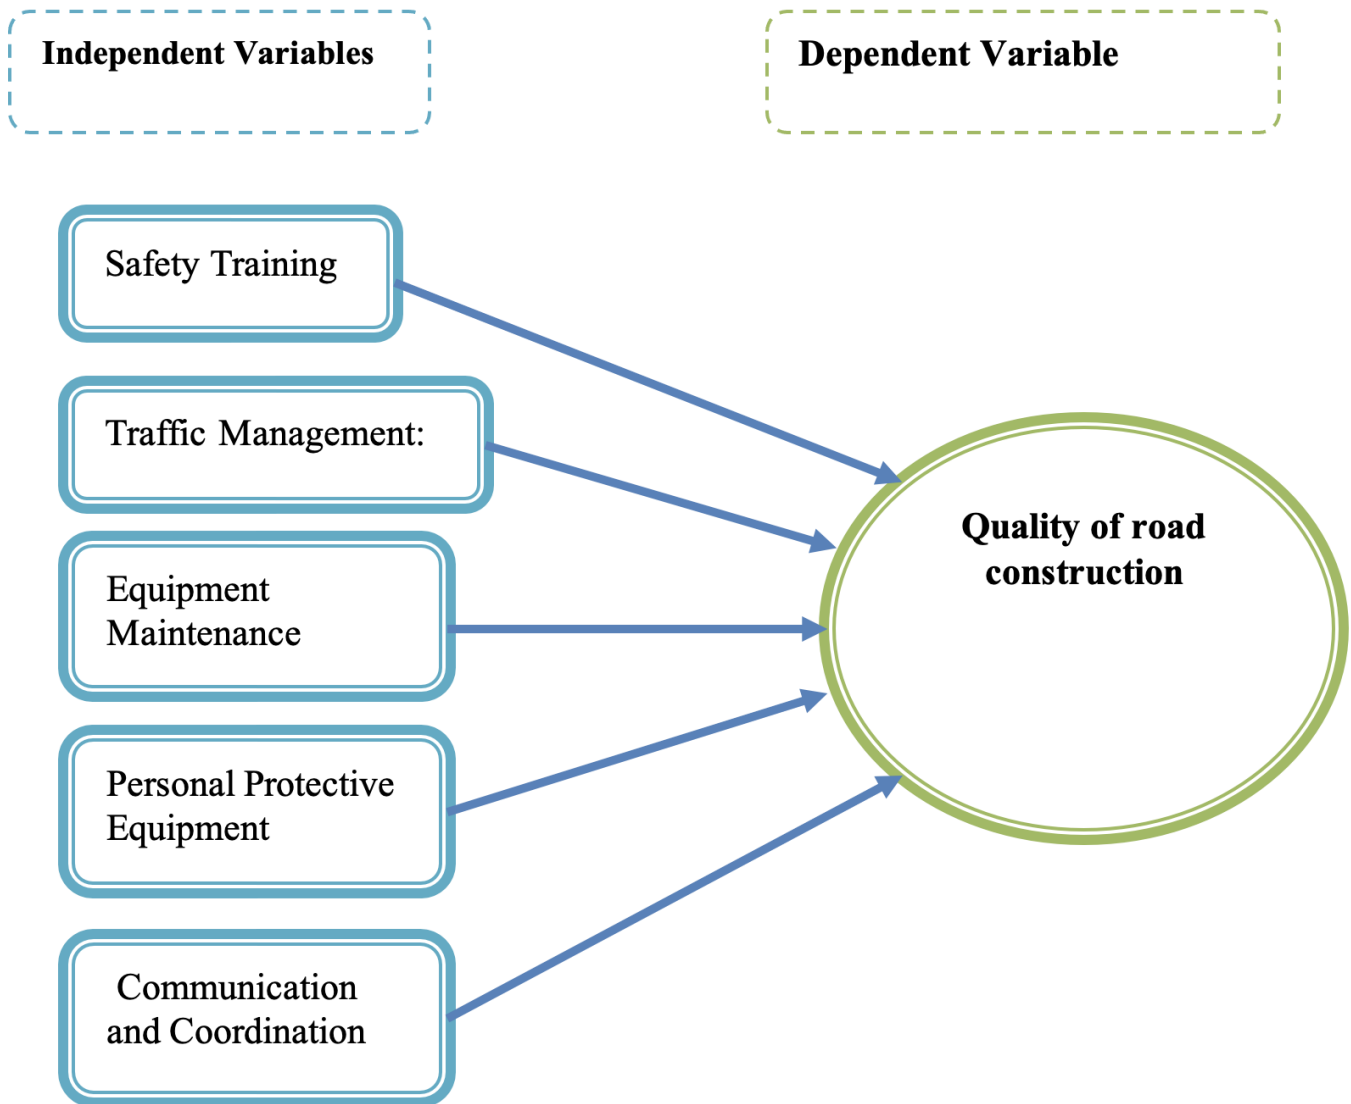 Independent Variables
Dependent Variable
Safety Training
Traffic Management:
Equipment
Maintenance
Personal Protective
Equipment
Communication
and Coordination
Quality of road
construction